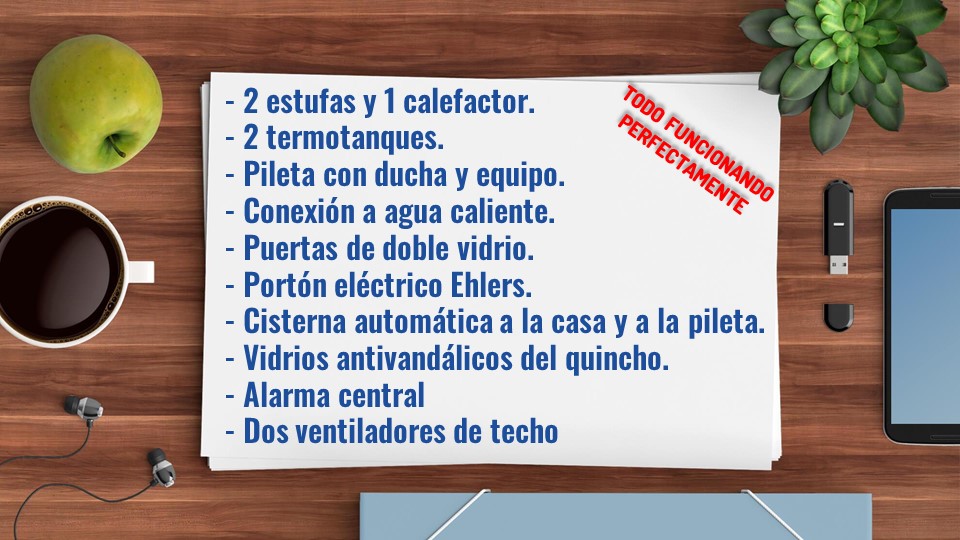 - 2 estufas y 1 calefactor.
- 2 termotanques.
- Pileta con ducha y equipo.
- Conexión a agua caliente.
- Puertas de doble vidrio.
- Portón eléctrico Ehlers.
- Cisterna automática a la casa y a la pileta.
- Vidrios antivandálicos del quincho.
- Alarma central
- Dos ventiladores de techo
TODO FUNCIONANDO
PERFECTAMENTE